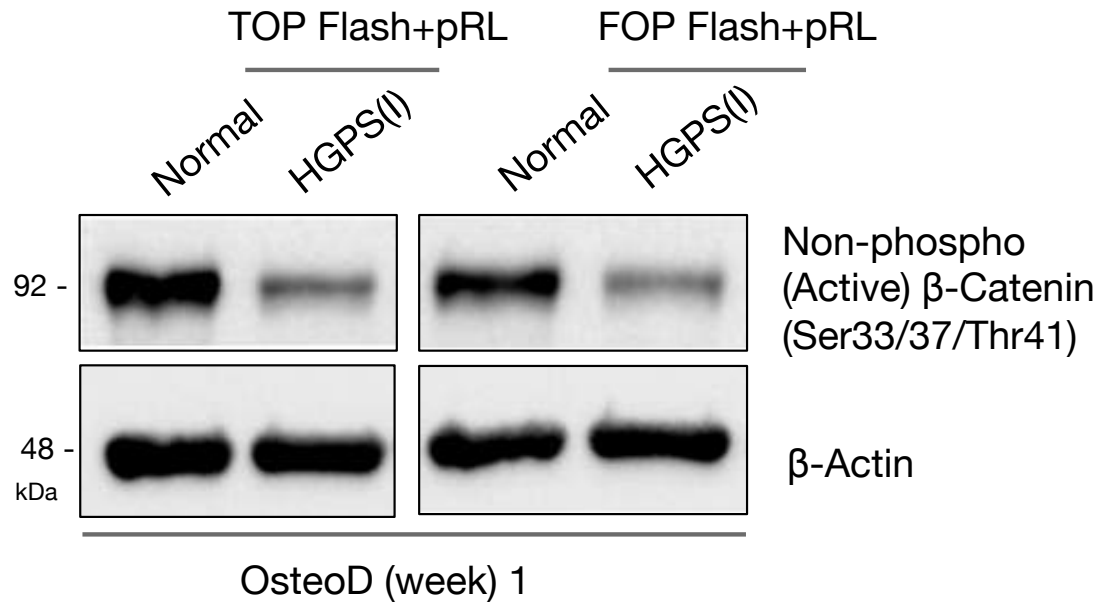 TOP Flash+pRL
FOP Flash+pRL
Normal
HGPS(I)
Normal
HGPS(I)
92 -
Non-phospho
(Active) β-Catenin
(Ser33/37/Thr41)
48 -
kDa
β-Actin
OsteoD (week) 1